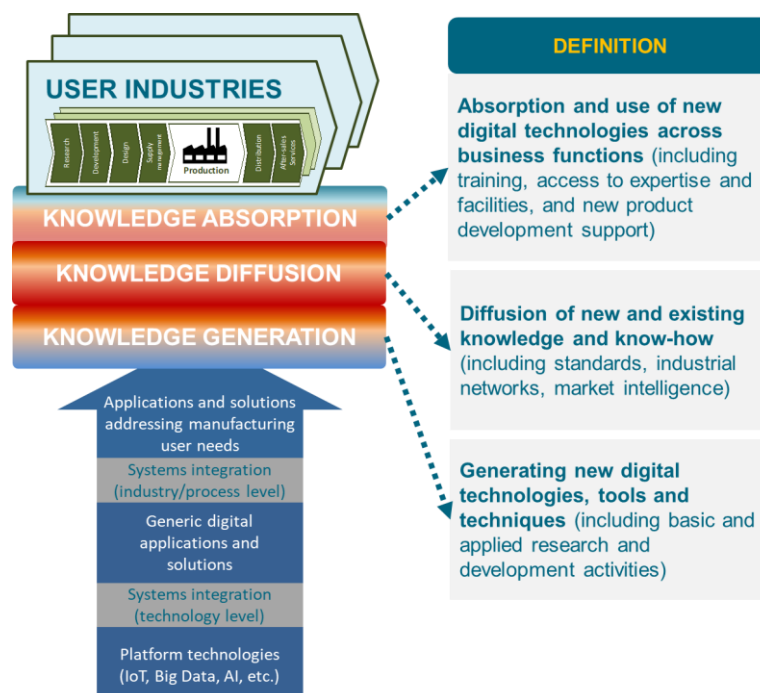 USER INDUSTRIES
Research
Development
Design
Supply
management
Production
Distribution
After-sales
Services
KNOWLEDGE ABSORPTION
KNOWLEDGE DIFFUSION
KNOWLEDGE GENERATION
Applications and solutions
addressing manufacturing
user needs
Systems integration
(industry/process level)
Generic digital
applications and
solutions
Systems integration
(technology level)
Platform technologies
(IoT, Big Data, AI, etc.)
DEFINITION
Absorption and use of new
digital technologies across
business functions (including
training, access to expertise and
facilities, and new product
development support)
Diffusion of new and existing
knowledge and know-how
(including standards, industrial
networks, market intelligence)
Generating new digital
technologies, tools and
techniques (including basic and
applied research and
development activities)